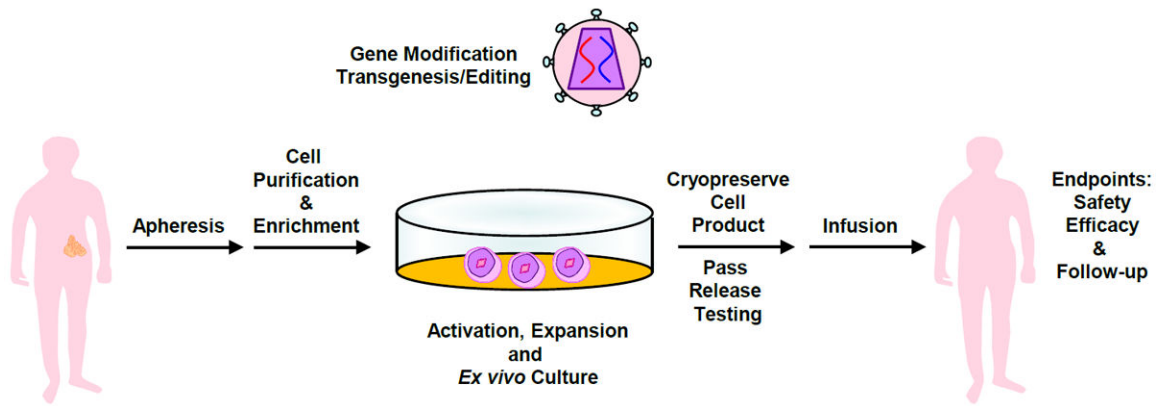 Gene Modification
Transgenesis/Editing
Apheresis
Cell
Purification
&
Enrichment
Activation, Expansion
and
Ex vivo Culture
Cryopreserve
Cell
Product
Pass
Release
Testing
Infusion
Endpoints:
Safety
Efficacy
&
Follow-up